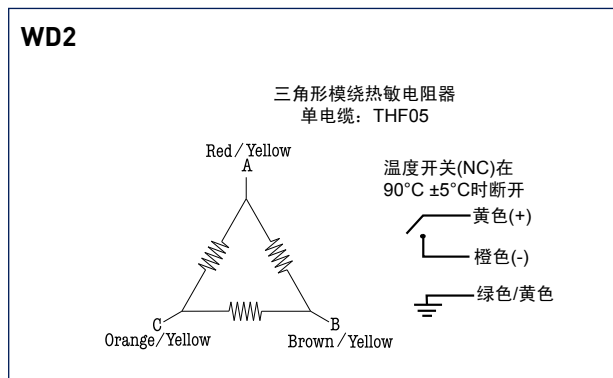 WD2
三角形模绕热敏电阻器
单电缆：THF05
Red/Yellow
A
C
Orange/Yellow
B
Brown/Yellow
温度开关(NC)在
90°C ±5°C时断开
黄色(+)
橙色(-)
绿色/黄色